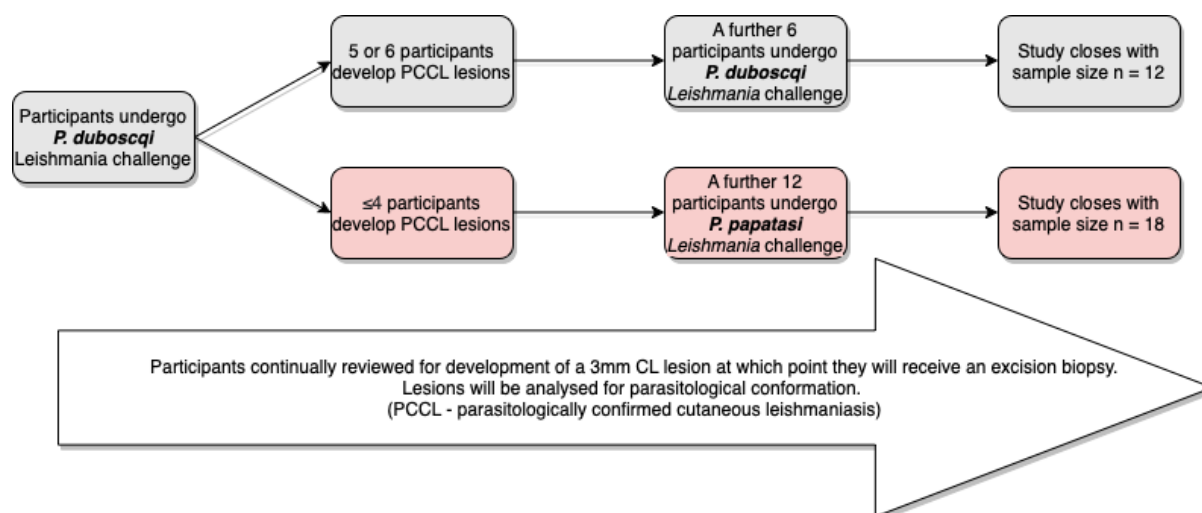 Participants undergo
P. duboscqi
Leishmania challenge
5 or 6 participants
develop PCCL lesions
A further 6
participants undergo
P. duboscqi
Leishmania challenge
Study closes with
sample size n = 12
≤4 participants
develop PCCL lesions
A further 12
participants undergo
P. papatasi
Leishmania challenge
Study closes with
sample size n = 18
Participants continually reviewed for development of a 3mm CL lesion at which point they will receive an excision biopsy.
Lesions will be analysed for parasitological conformation.
(PCCL - parasitologically confirmed cutaneous leishmaniasis)